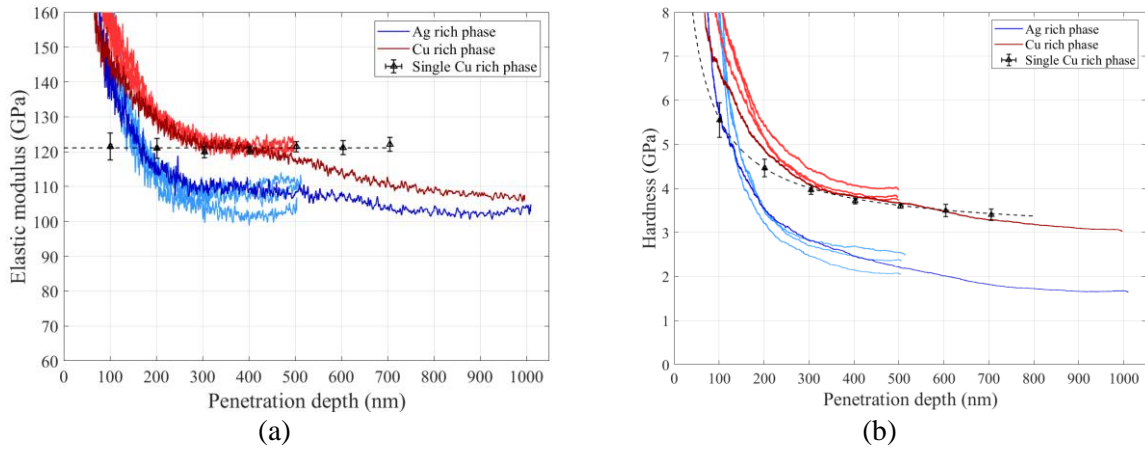 160
150
140
130
120
110
100
90
80
70
60
Elastic modulus (GPa)
Ag rich phase
Cu rich phase
Single Cu rich phase
0 100 200 300 400 500 600 700 800 900 1000
Penetration depth (nm)
(a)
8
7
6
5
4
3
2
1
0
Hardness (GPa)
Ag rich phase
Cu rich phase
Single Cu rich phase
0 100 200 300 400 500 600 700 800 900 1000
Penetration depth (nm)
(b)